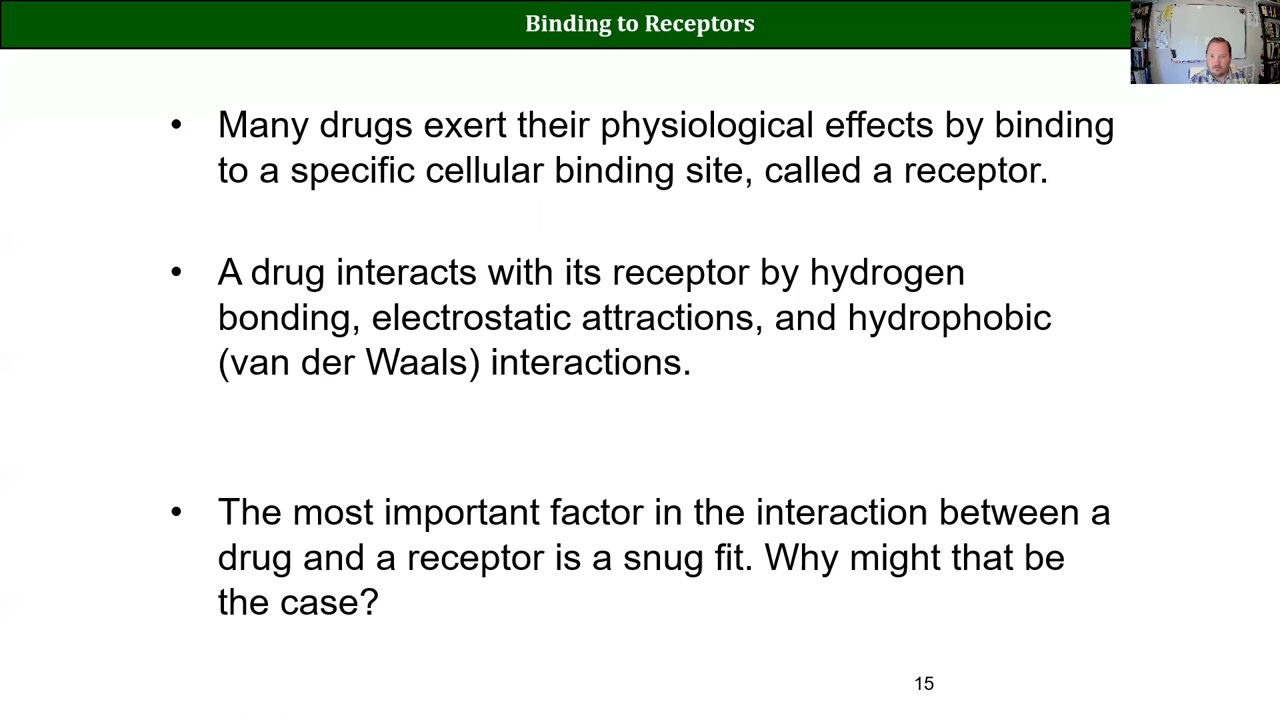 Binding to Receptors
• Many drugs exert their physiological effects by binding
to a specific cellular binding site, called a receptor.
• A drug interacts with its receptor by hydrogen
bonding, electrostatic attractions, and hydrophobic
(van der Waals) interactions.
• The most important factor in the interaction between a
drug and a receptor is a snug fit. Why might that be
the case?
15